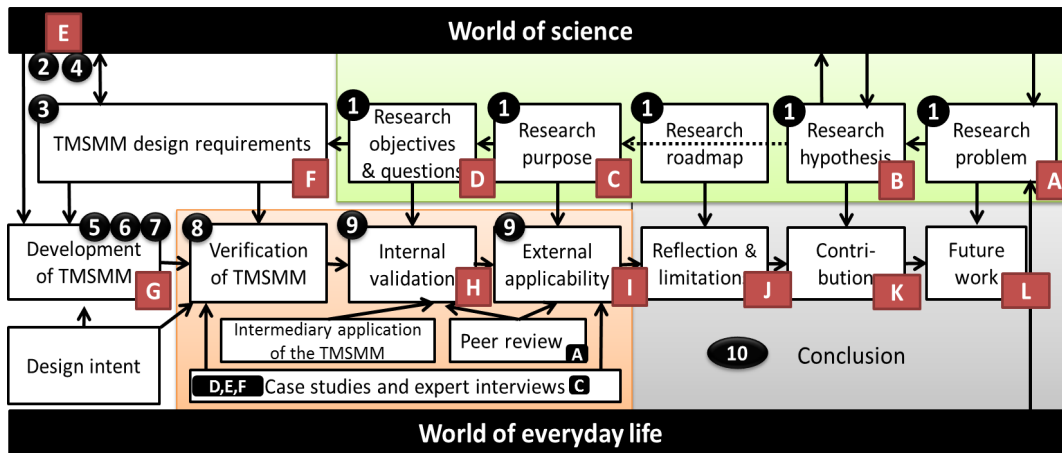 E
World of science
2 4
3
TMSMM design requirements
F
1
Research
objectives
& questions
D
1
Research
purpose
C
1
Research
roadmap
1
Research
hypothesis
B
1
Research
problem
A
5 6 7
Development
of TMSMM
G
8
Verification
of TMSMM
9
Internal
validation
H
9
External
applicability
I
Reflection &
limitations
J
Contri-
bution
K
Future
work
L
Design intent
Intermediary application
of the TMSMM
Peer review
A
D,E,F Case studies and expert interviews C
10 Conclusion
World of everyday life